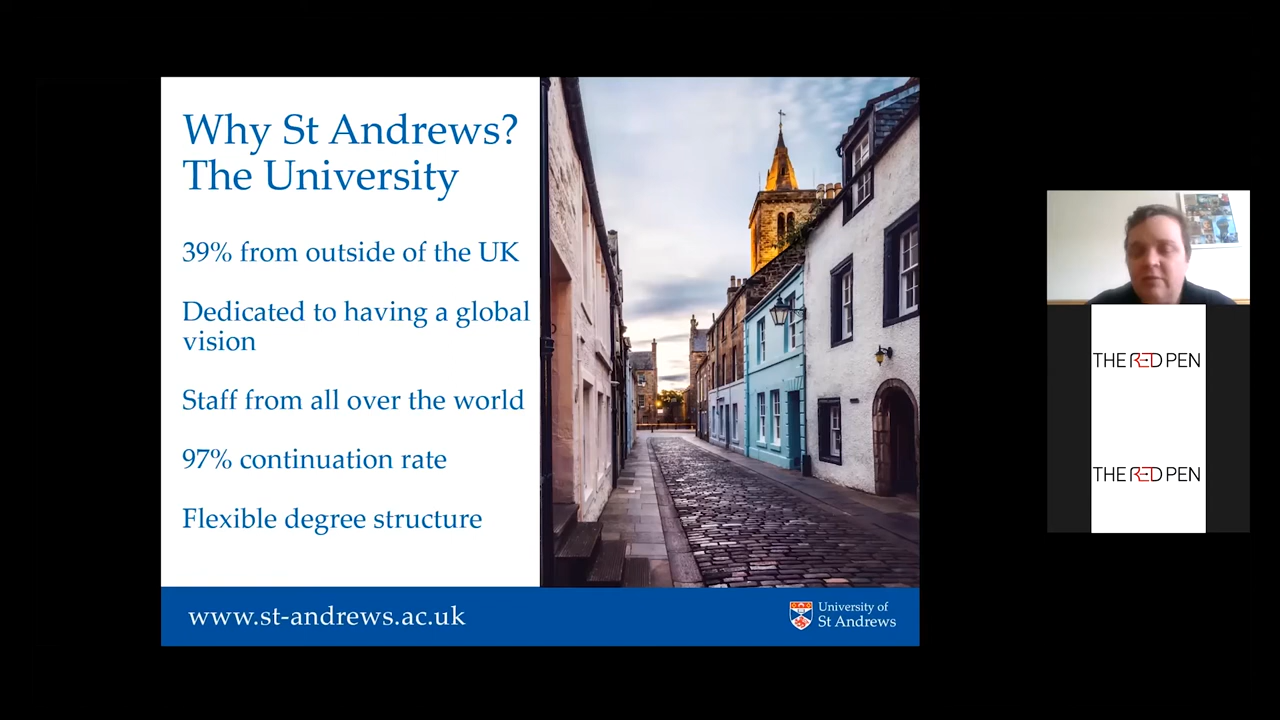 Why St Andrews?
The University
39% from outside of the UK
Dedicated to having a global
vision
Staff from all over the world
97% continuation rate
Flexible degree structure
www.st-andrews.ac.uk
University of
St Andrews
THE RED PEN
THE RED PEN